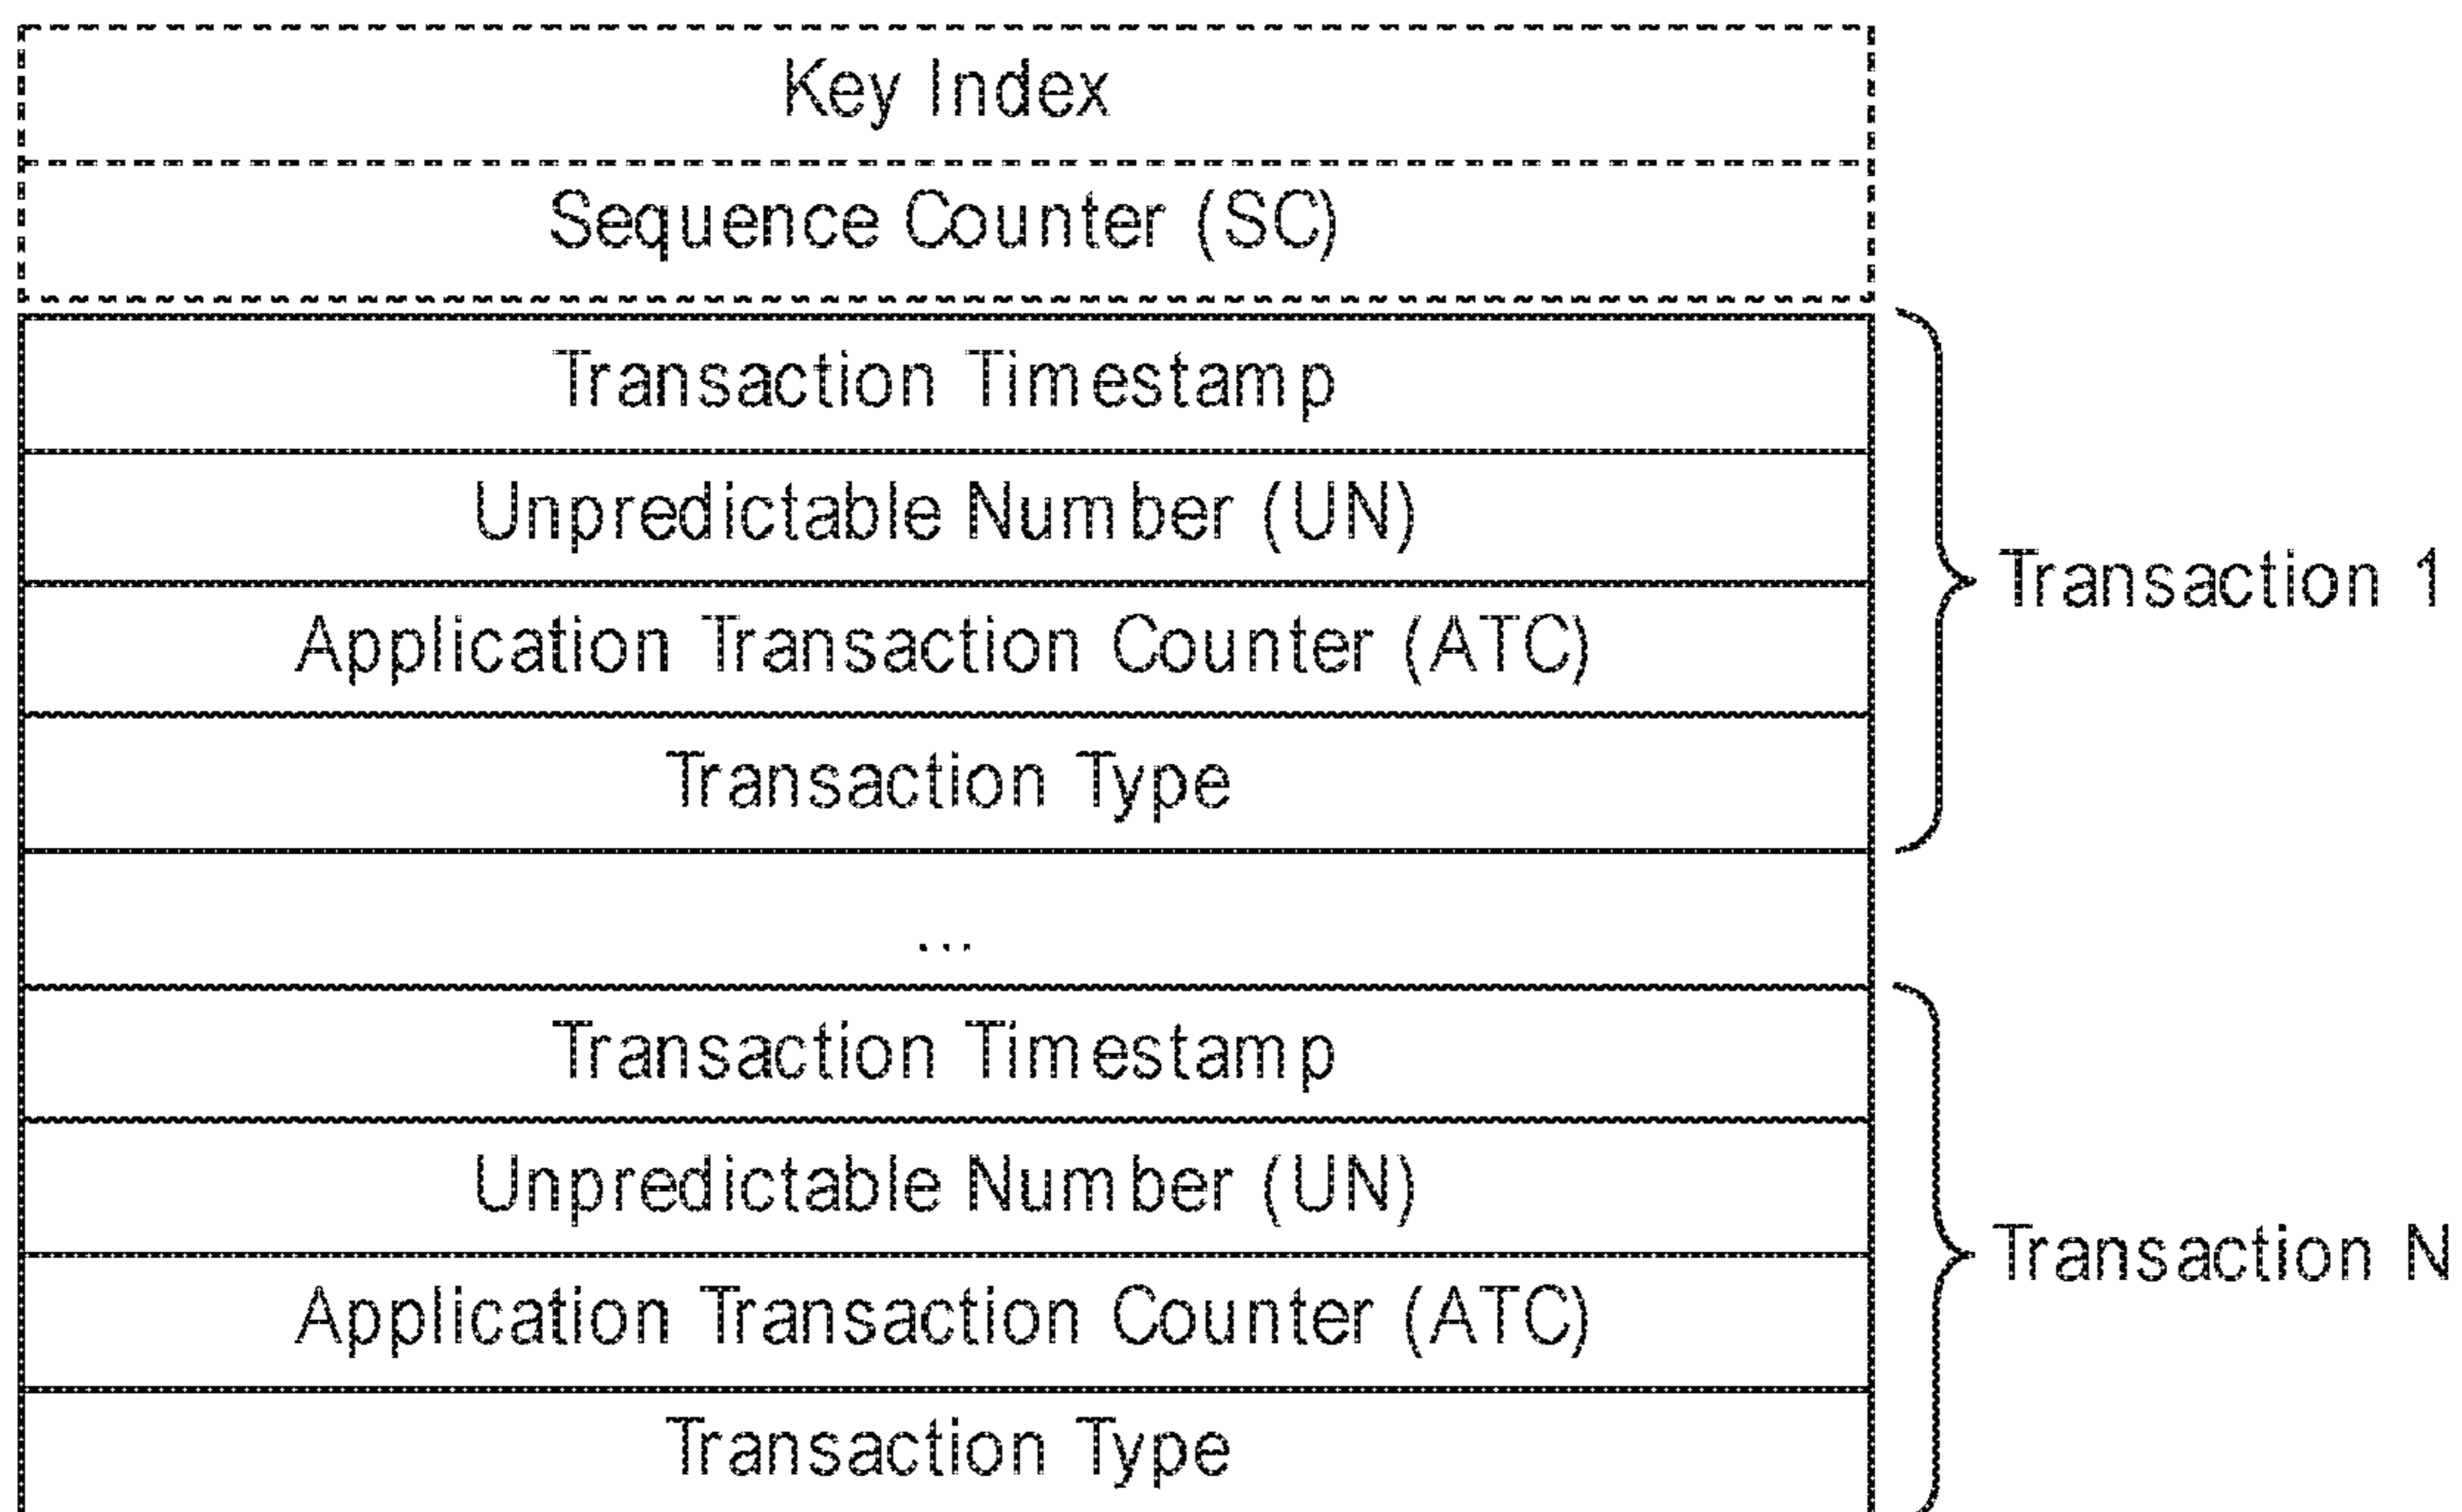 Key Index
Sequence Counter (SC)
Transaction Timestamp
Unpredictable Number (UN)
Application Transaction Counter (ATC)
Transaction Type
Transaction 1
...
Transaction Timestamp
Unpredictable Number (UN)
Application Transaction Counter (ATC)
Transaction Type
Transaction N